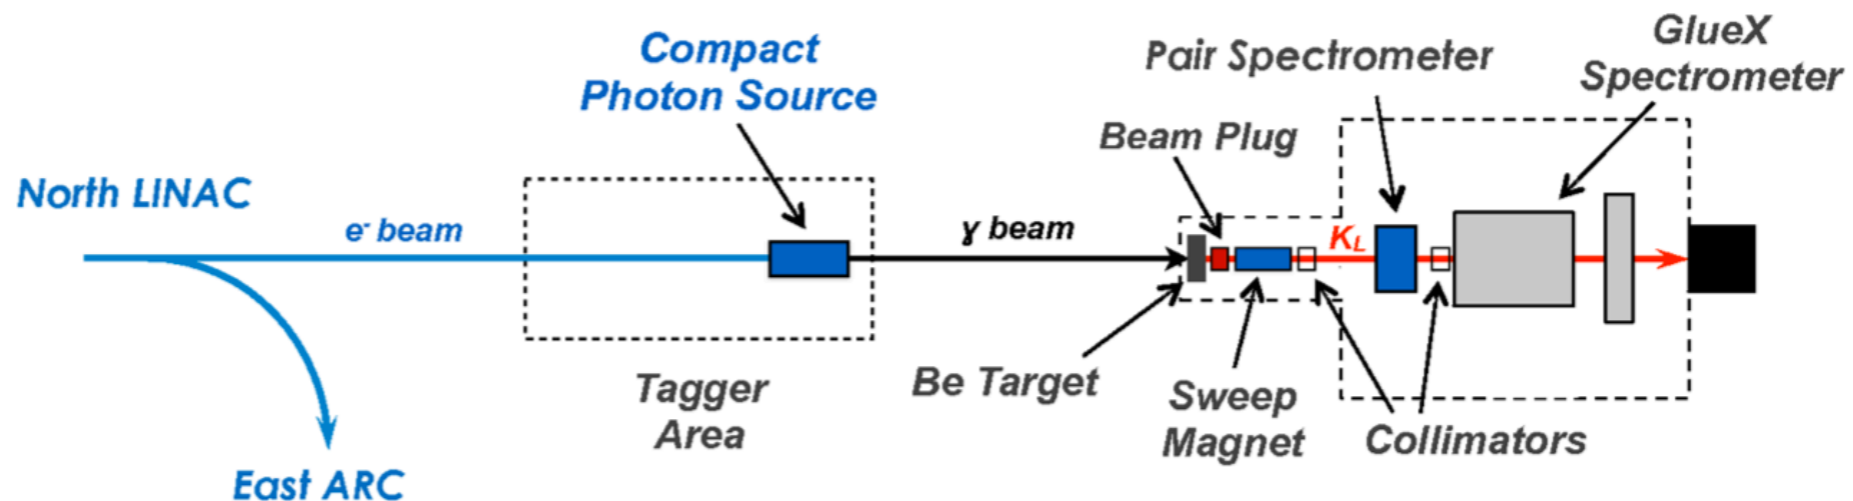 Compact
Photon Source
Pair Spectrometer
GlueX
Spectrometer
Beam Plug
North LINAC
e- beam
γ beam
KL
Be Target
Tagger
Area
Sweep
Magnet
Collimators
East ARC